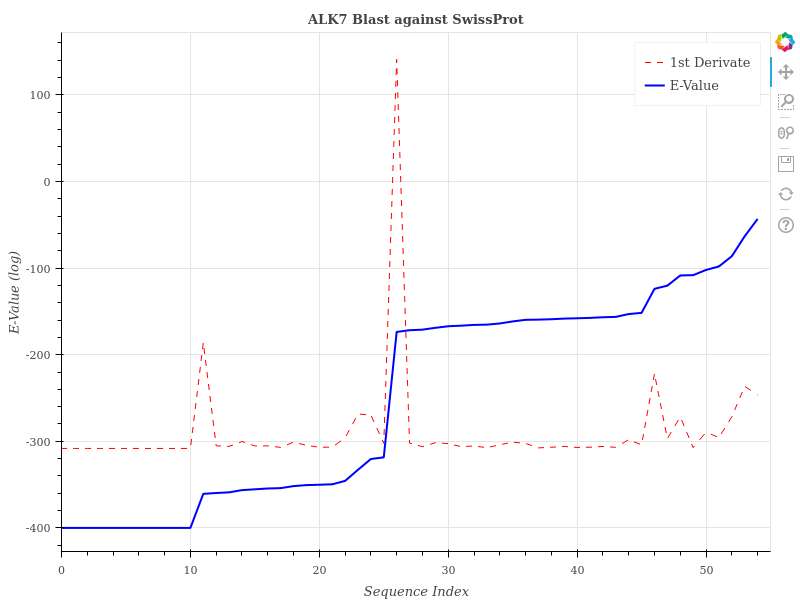 ALK7 Blast against SwissProt
1st Derivate
E-Value
100
0
-100
-200
-300
-400
E-Value (log)
0 10 20 30 40 50
Sequence Index
?